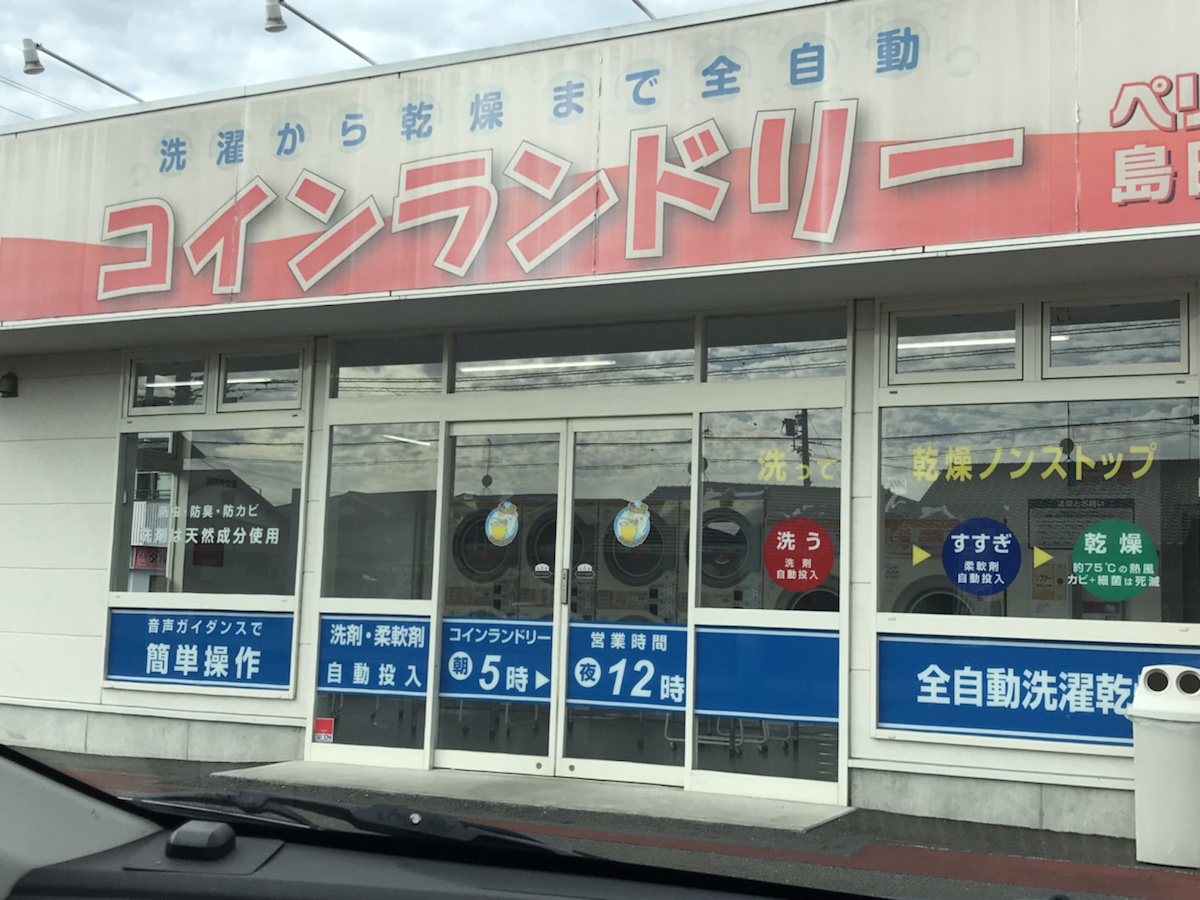 洗濯から乾燥まで全自動
コインランドリー
防虫・防臭・防カビ
洗剤は天然成分使用
音声ガイダンスで
簡単操作
洗剤・柔軟剤
自動投入
コインランドリー
朝5時▶
営業時間
夜12時
洗って
乾燥ノンストップ
洗う
洗剤
自動投入
すすぎ
柔軟剤
自動投入
乾燥
約75℃の熱風
カビ・細菌は死滅
全自動洗濯乾